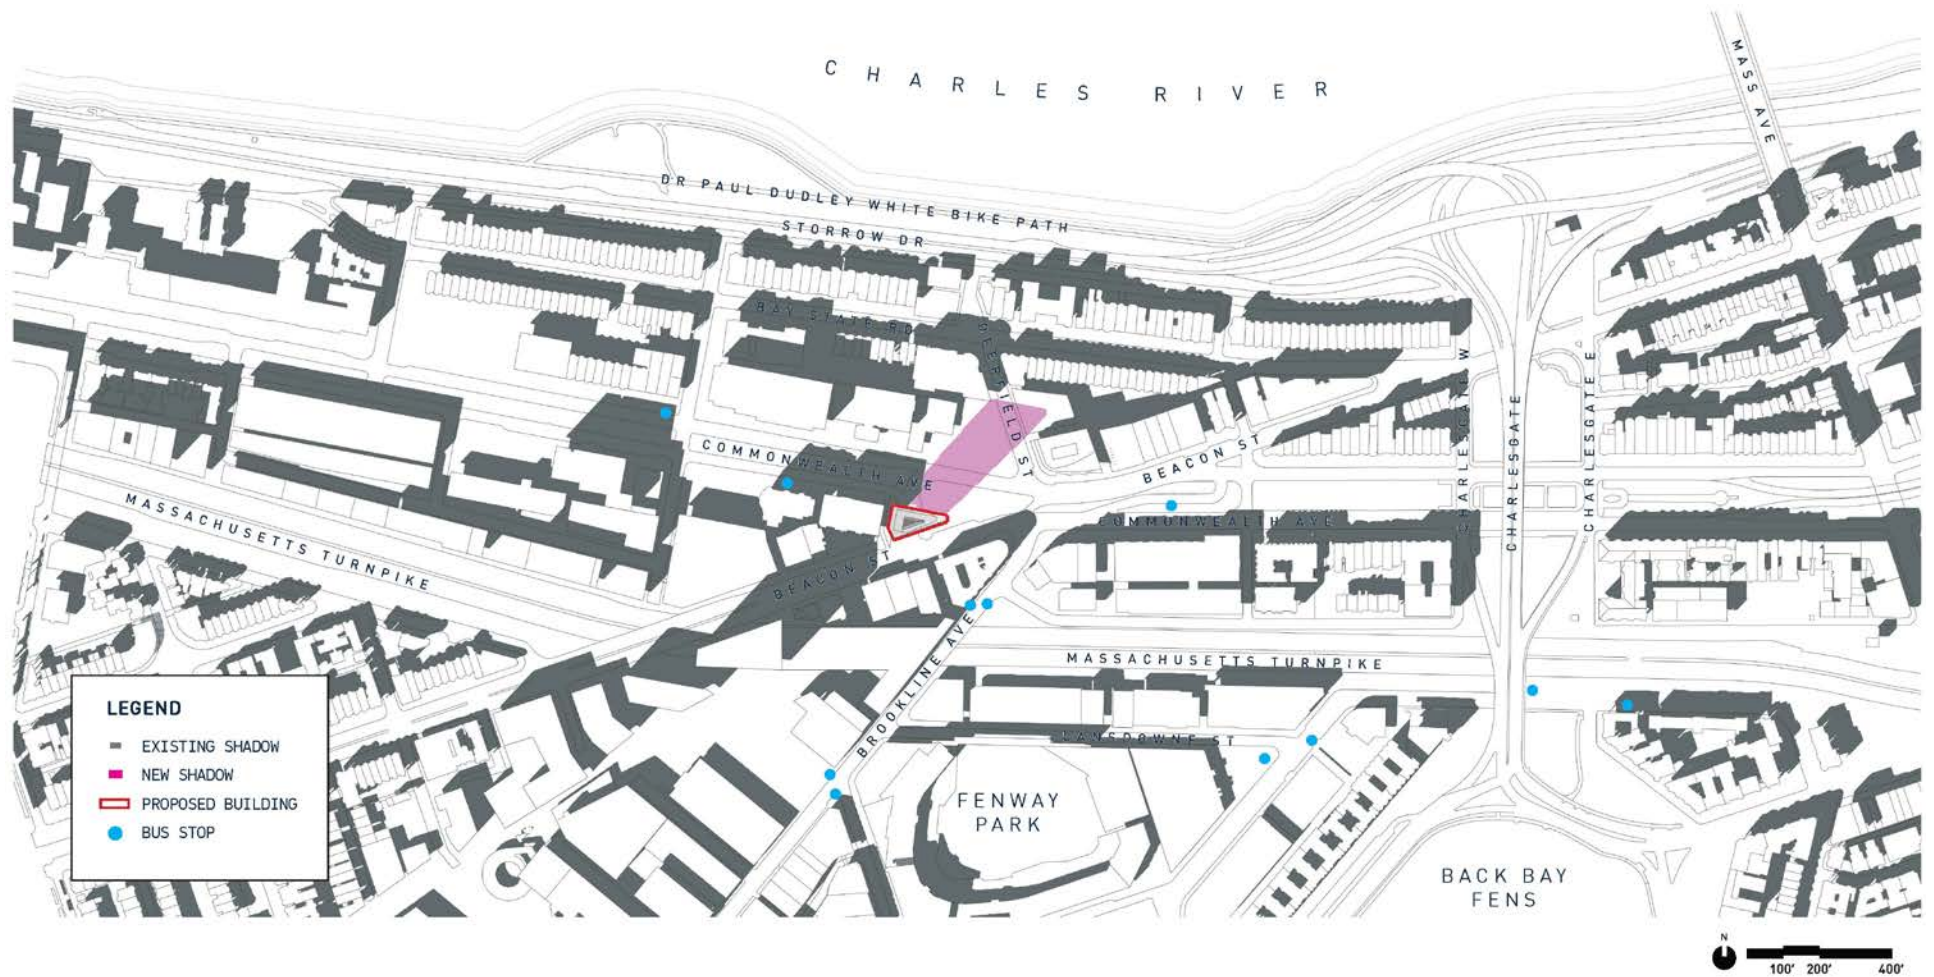 CHARLES RIVER
MASS AVE
DR PAUL DUDLEY WHITE BIKE PATH
STORROW DR
BAY STATE RD
DEERFIELD ST
COMMONWEALTH AVE
BEACON ST
CHARLESGATE W
CHARLESGATE
CHARLESGATE E
COMMONWEALTH AVE
MASSACHUSETTS TURNPIKE
BEACON ST
BROOKLINE AVE
MASSACHUSETTS TURNPIKE
LANSDOWNE ST
FENWAY
PARK
BACK BAY
FENS
LEGEND
EXISTING SHADOW
NEW SHADOW
PROPOSED BUILDING
BUS STOP
N
100' 200' 400'